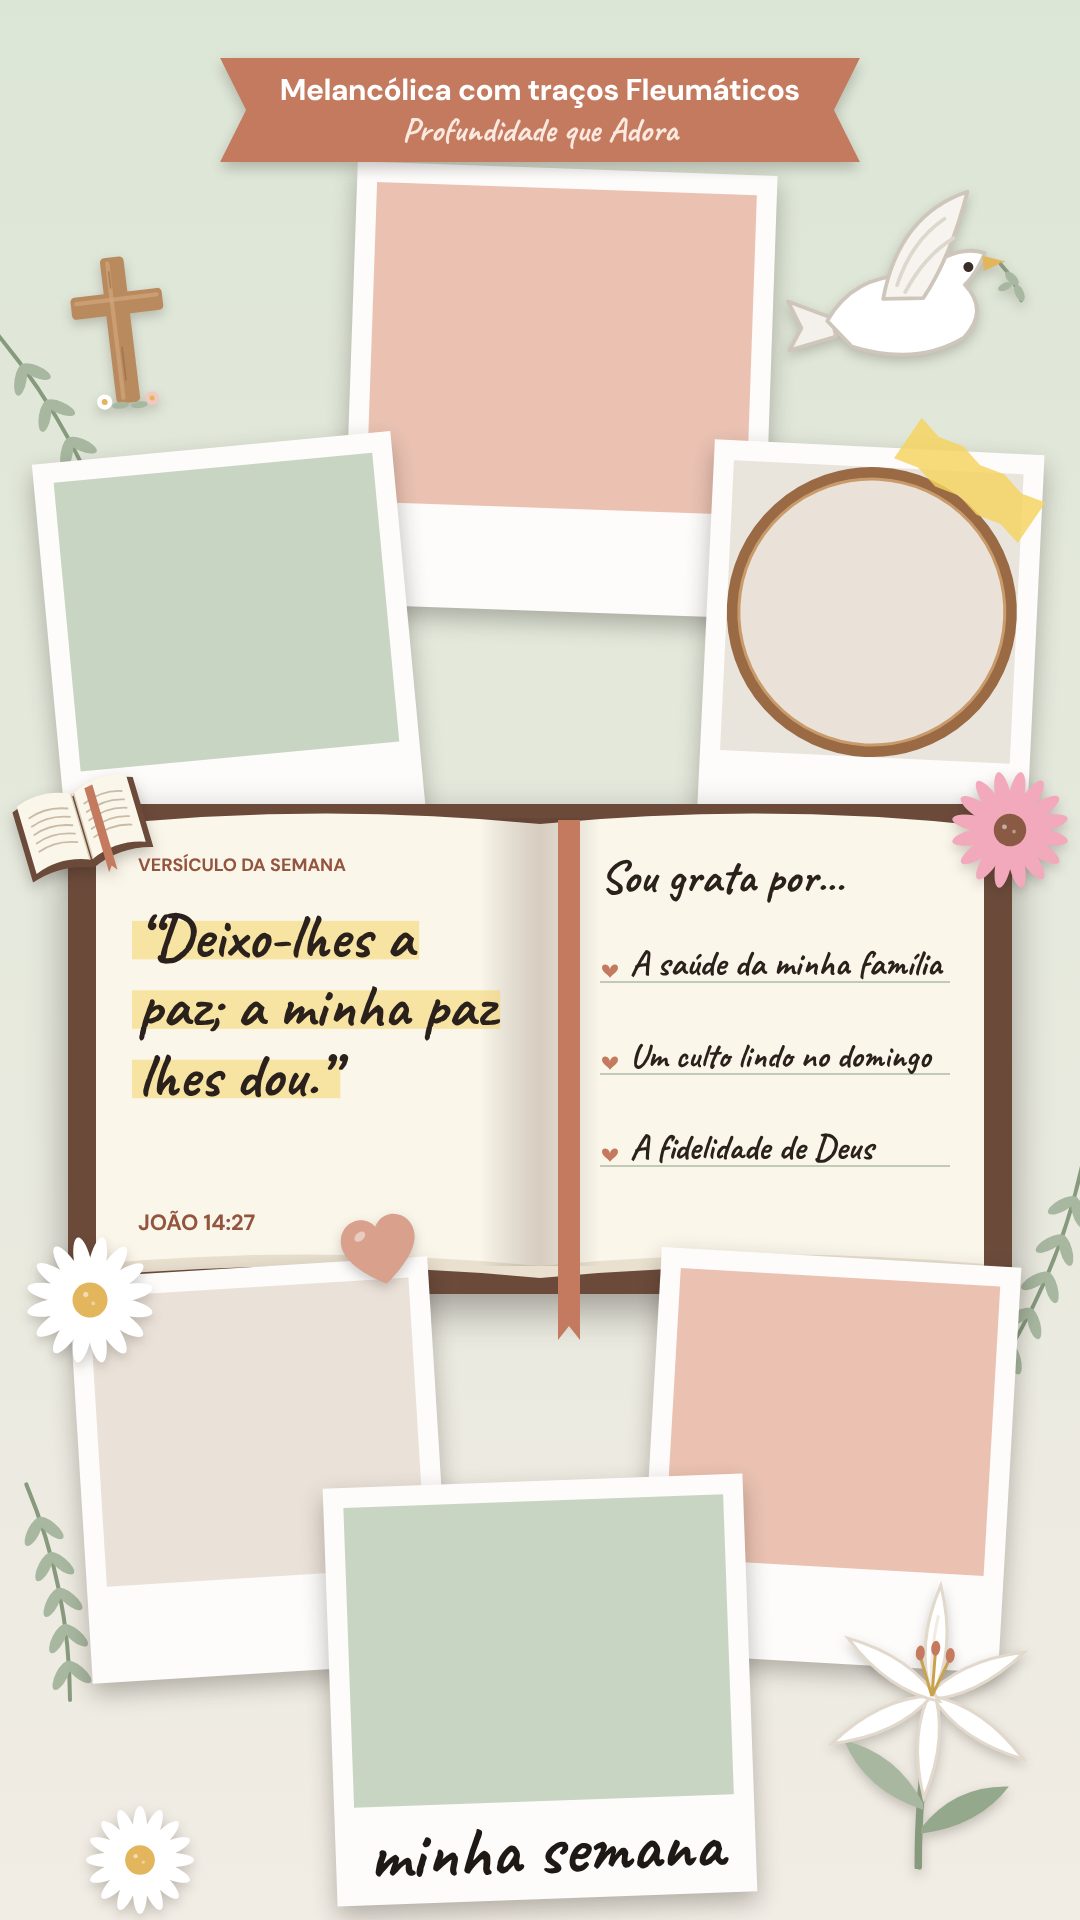 Melancólica com traços Fleumáticos
Profundidade que Adora
VERSÍCULO DA SEMANA
“Deixo-lhes a
paz; a minha paz
lhes dou.”
JOÃO 14:27
Sou grata por...
A saúde da minha família
Um culto lindo no domingo
A fidelidade de Deus
minha semana